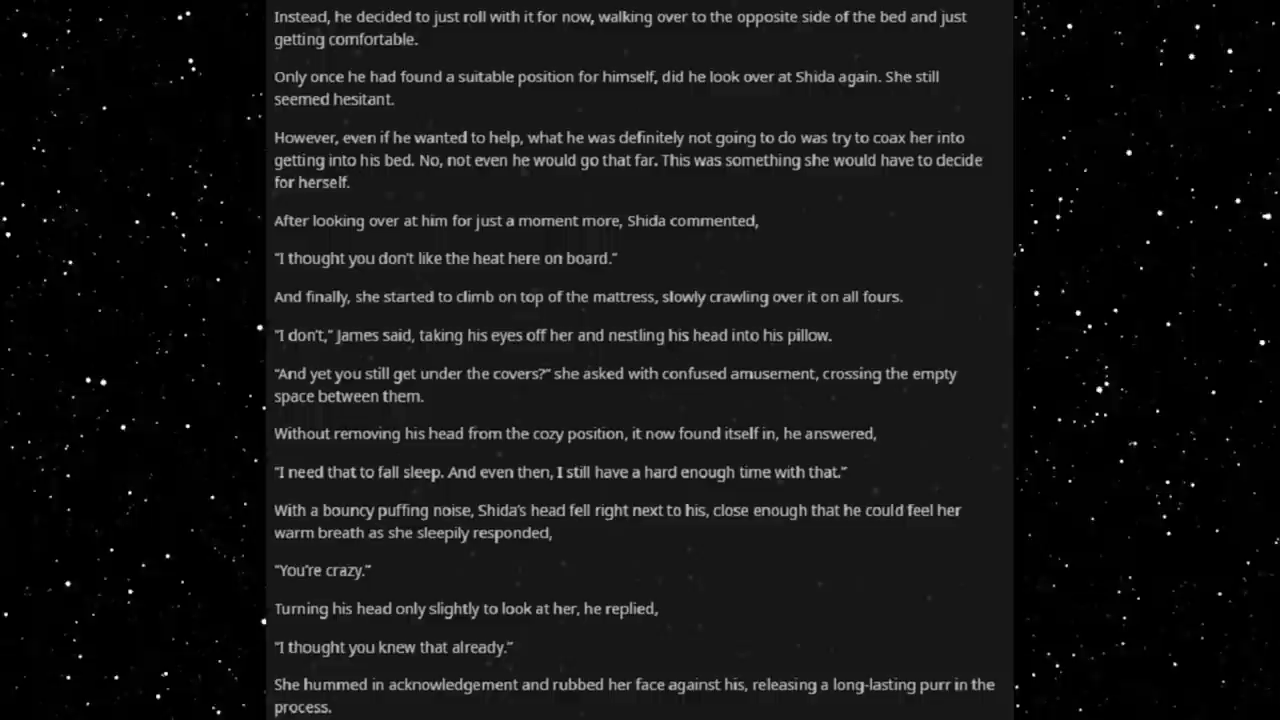 Instead, he decided to just roll with it for now, walking over to the opposite side of the bed and just
getting comfortable.
Only once he had found a suitable position for himself, did he look over at Shida again. She still
seemed hesitant.
However, even if he wanted to help, what he was definitely not going to do was try to coax her into
getting into his bed. No, not even he would go that far. This was something she would have to decide
for herself.
After looking over at him for just a moment more, Shida commented,
“I thought you don’t like the heat here on board.”
And finally, she started to climb on top of the mattress, slowly crawling over it on all fours.
“I don’t,” James said, taking his eyes off her and nestling his head into his pillow.
“And yet you still get under the covers?” she asked with confused amusement, crossing the empty
space between them.
Without removing his head from the cozy position, it now found itself in, he answered,
“I need that to fall sleep. And even then, I still have a hard enough time with that.”
With a bouncy puffing noise, Shida’s head fell right next to his, close enough that he could feel her
warm breath as she sleepily responded,
“You’re crazy.”
Turning his head only slightly to look at her, he replied,
“I thought you knew that already.”
She hummed in acknowledgement and rubbed her face against his, releasing a long-lasting purr in the
process.